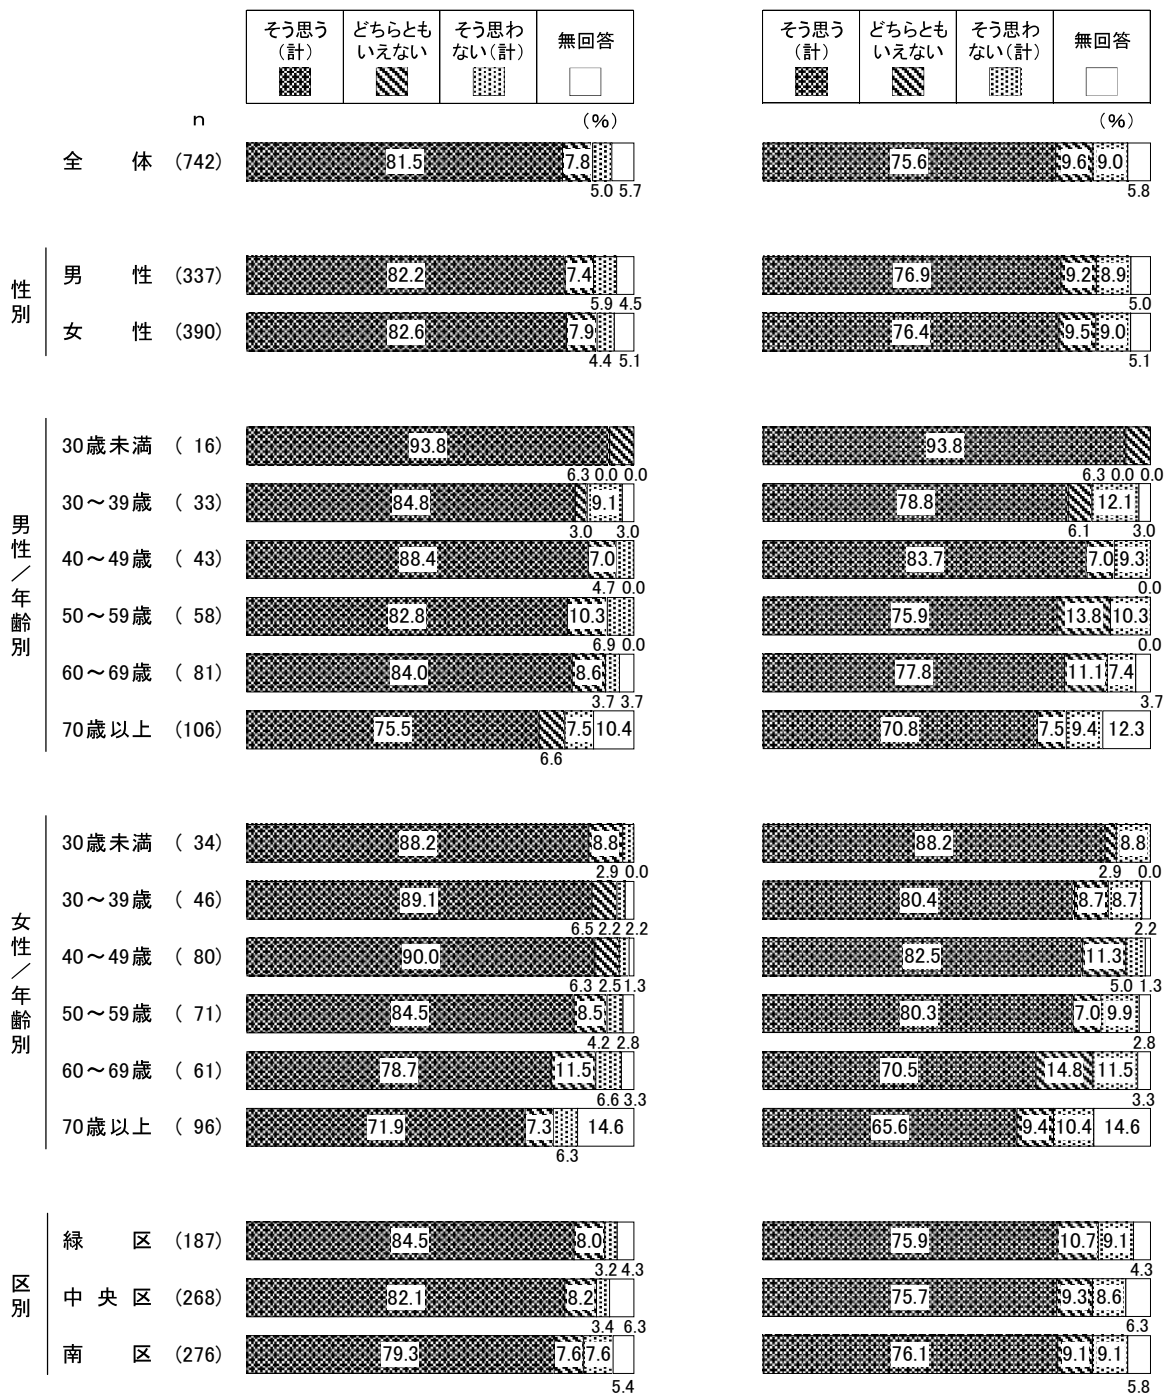 そう思う（計） どちらともいえない そう思わない（計） 無回答 そう思う（計） どちらともいえない そう思わない（計） 無回答
n （％） （％）
全体 (742) 81.5 7.8 5.0 5.7 75.6 9.6 9.0 5.8
性別
男性 (337) 82.2 7.4 5.9 4.5 76.9 9.2 8.9 5.0
女性 (390) 82.6 7.9 4.4 5.1 76.4 9.5 9.0 5.1
男性／年齢別
30歳未満 ( 16) 93.8 6.3 0.0 0.0 93.8 6.3 0.0 0.0
30～39歳 ( 33) 84.8 3.0 9.1 3.0 78.8 6.1 12.1 3.0
40～49歳 ( 43) 88.4 7.0 4.7 0.0 83.7 7.0 9.3 0.0
50～59歳 ( 58) 82.8 10.3 6.9 0.0 75.9 13.8 10.3 0.0
60～69歳 ( 81) 84.0 8.6 3.7 3.7 77.8 11.1 7.4 3.7
70歳以上 (106) 75.5 6.6 7.5 10.4 70.8 7.5 9.4 12.3
女性／年齢別
30歳未満 ( 34) 88.2 8.8 2.9 0.0 88.2 2.9 8.8 0.0
30～39歳 ( 46) 89.1 6.5 2.2 2.2 80.4 8.7 8.7 2.2
40～49歳 ( 80) 90.0 6.3 2.5 1.3 82.5 11.3 5.0 1.3
50～59歳 ( 71) 84.5 8.5 4.2 2.8 80.3 7.0 9.9 2.8
60～69歳 ( 61) 78.7 11.5 6.6 3.3 70.5 14.8 11.5 3.3
70歳以上 ( 96) 71.9 7.3 6.3 14.6 65.6 9.4 10.4 14.6
区別
緑区 (187) 84.5 8.0 3.2 4.3 75.9 10.7 9.1 4.3
中央区 (268) 82.1 8.2 3.4 6.3 75.7 9.3 8.6 6.3
南区 (276) 79.3 7.6 7.6 5.4 76.1 9.1 9.1 5.8